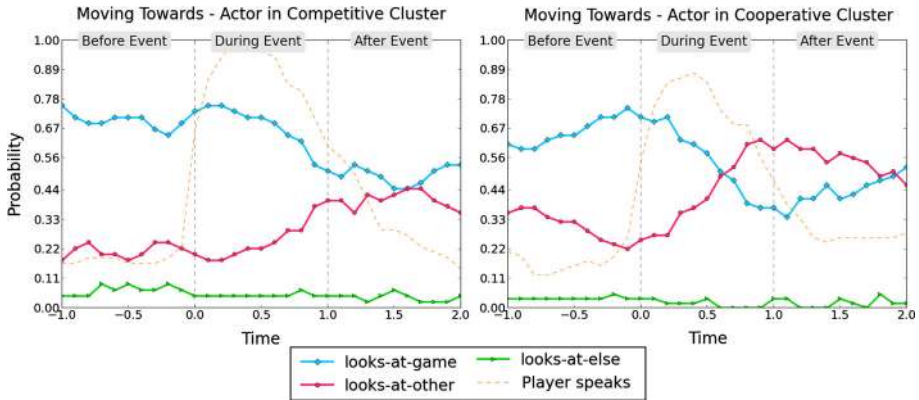 Moving Towards - Actor in Competitive Cluster
Before Event
During Event
After Event
1.00
0.89
0.78
0.67
0.56
0.44
0.33
0.22
0.11
0.00
Probability
−1.0 −0.5 0.0 0.5 1.0 1.5 2.0
Time
Moving Towards - Actor in Cooperative Cluster
Before Event
During Event
After Event
1.00
0.89
0.78
0.67
0.56
0.44
0.33
0.22
0.11
0.00
−1.0 −0.5 0.0 0.5 1.0 1.5 2.0
Time
looks-at-game looks-at-else
looks-at-other Player speaks